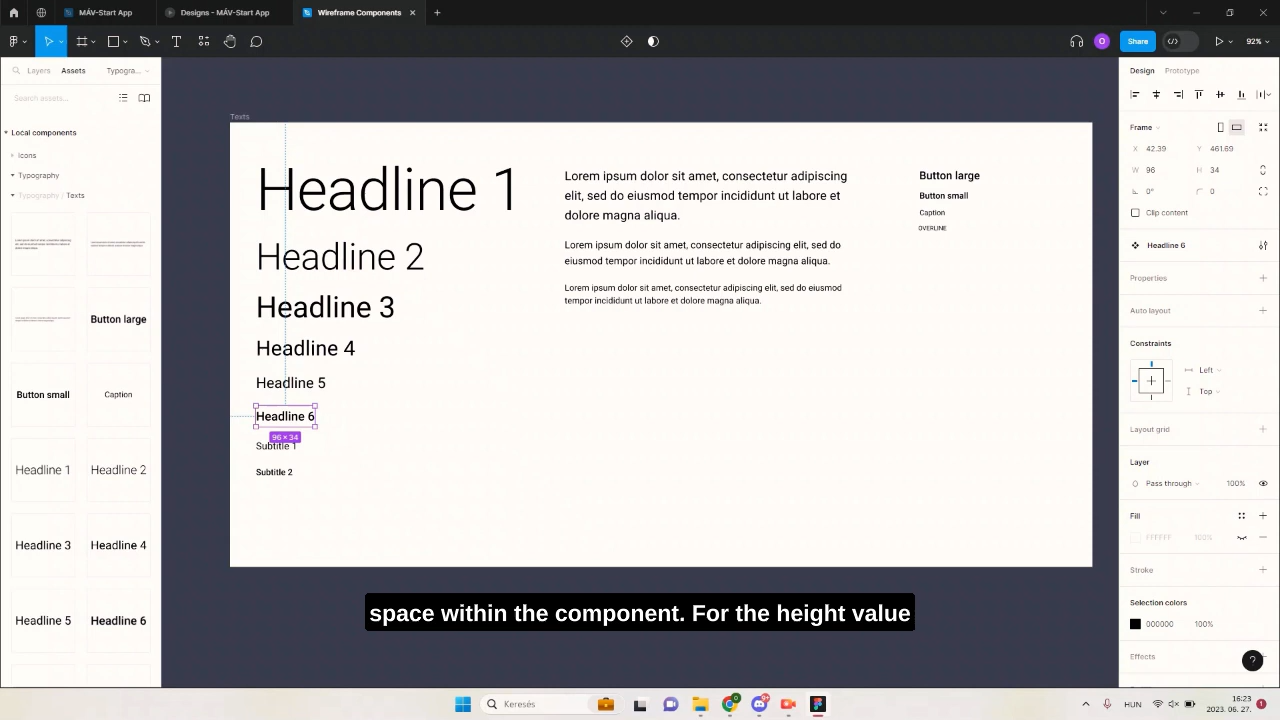 MÁV-Start App
Designs - MÁV-Start App
Wireframe Components
O
Share
92%
Layers
Assets
Typogra...
Search assets...
Local components
Icons
Typography
Typography / Texts
Button large
Button small
Caption
Headline 1
Headline 2
Headline 3
Headline 4
Headline 5
Headline 6
Texts
Headline 1
Headline 2
Headline 3
Headline 4
Headline 5
Headline 6
96 × 34
Subtitle 1
Subtitle 2
Lorem ipsum dolor sit amet, consectetur adipiscing
elit, sed do eiusmod tempor incididunt ut labore et
dolore magna aliqua.
Lorem ipsum dolor sit amet, consectetur adipiscing elit, sed do
eiusmod tempor incididunt ut labore et dolore magna aliqua.
Lorem ipsum dolor sit amet, consectetur adipiscing elit, sed do eiusmod
tempor incididunt ut labore et dolore magna aliqua.
Button large
Button small
Caption
OVERLINE
space within the component. For the height value
Design
Prototype
Frame
X 42.39
Y 461.69
W 96
H 34
0°
0
Clip content
Headline 6
Properties
Auto layout
Constraints
Left
Top
Layout grid
Layer
Pass through
100%
Fill
FFFFFF
100%
Stroke
Selection colors
000000
100%
Effects
?
Keresés
HUN
16:23
2023. 06. 27.